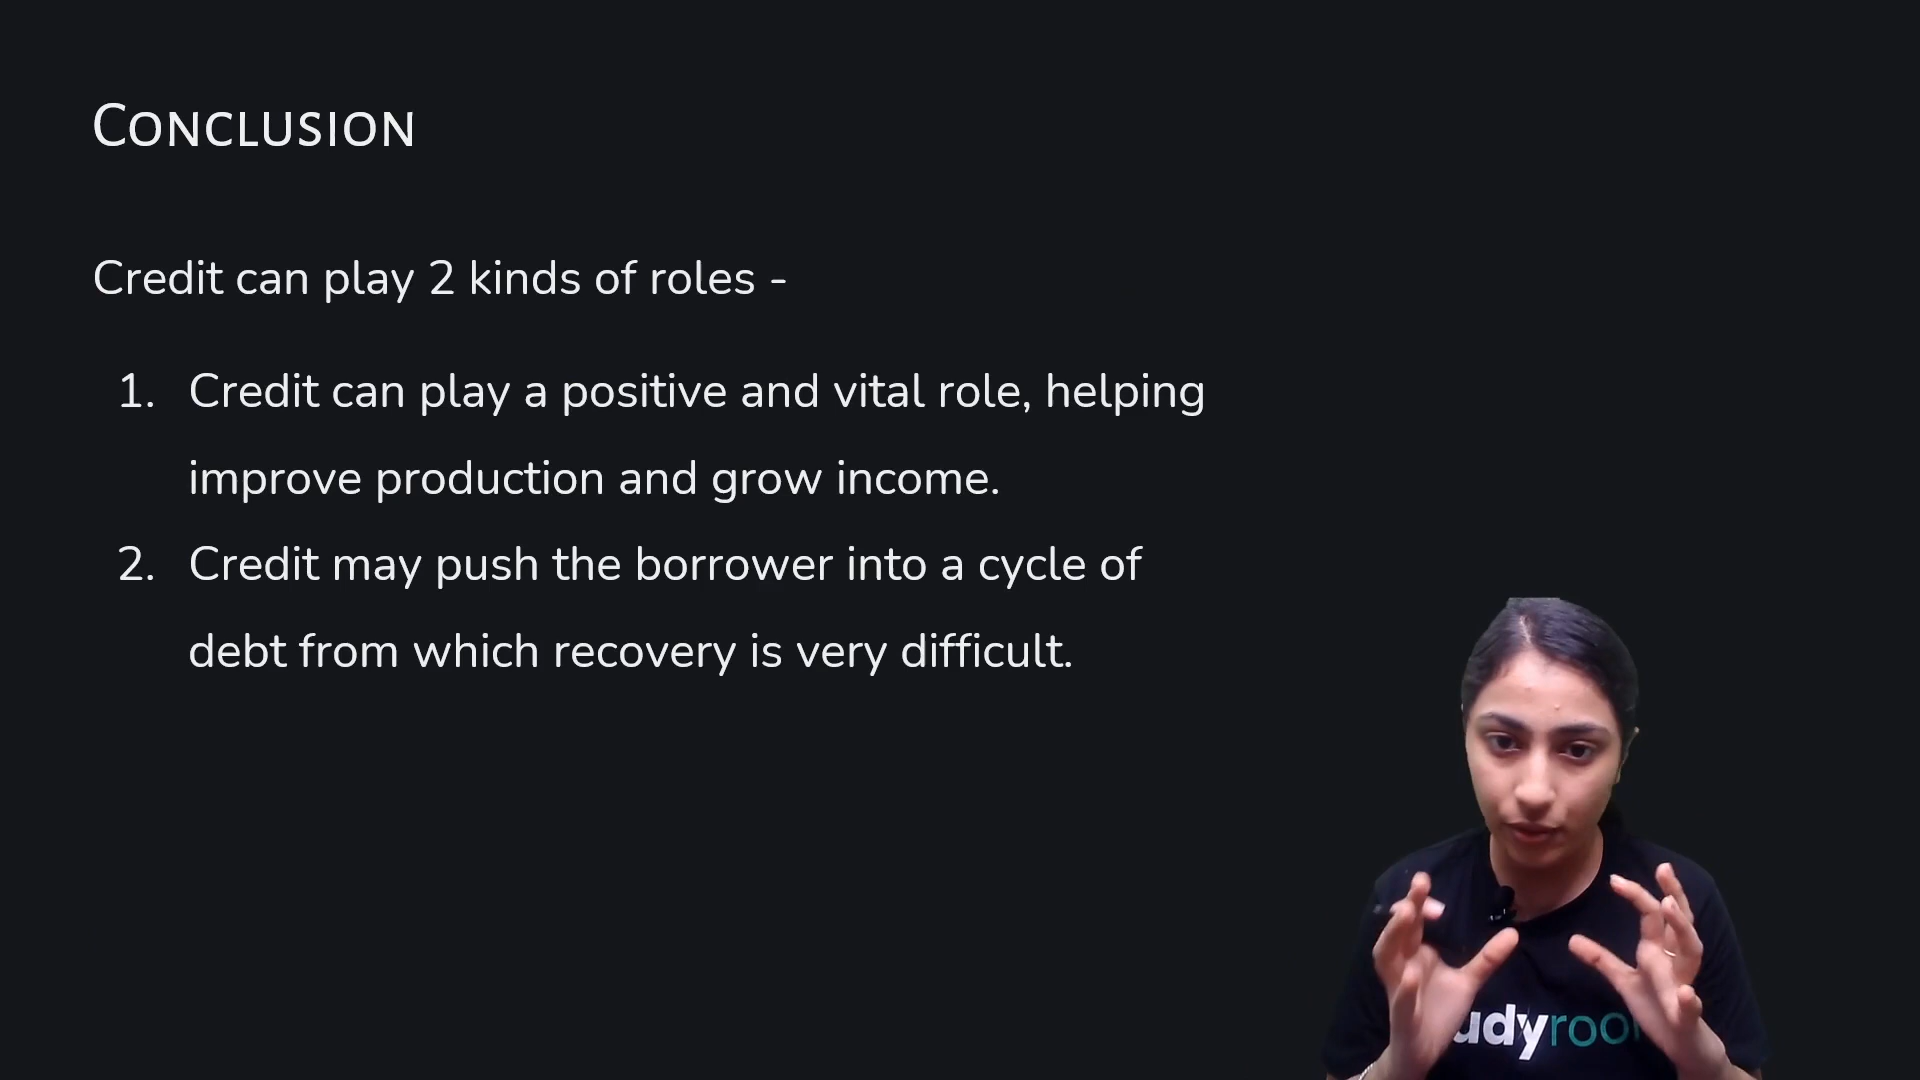 Conclusion
Credit can play 2 kinds of roles -
1. Credit can play a positive and vital role, helping
improve production and grow income.
2. Credit may push the borrower into a cycle of
debt from which recovery is very difficult.
udyroo